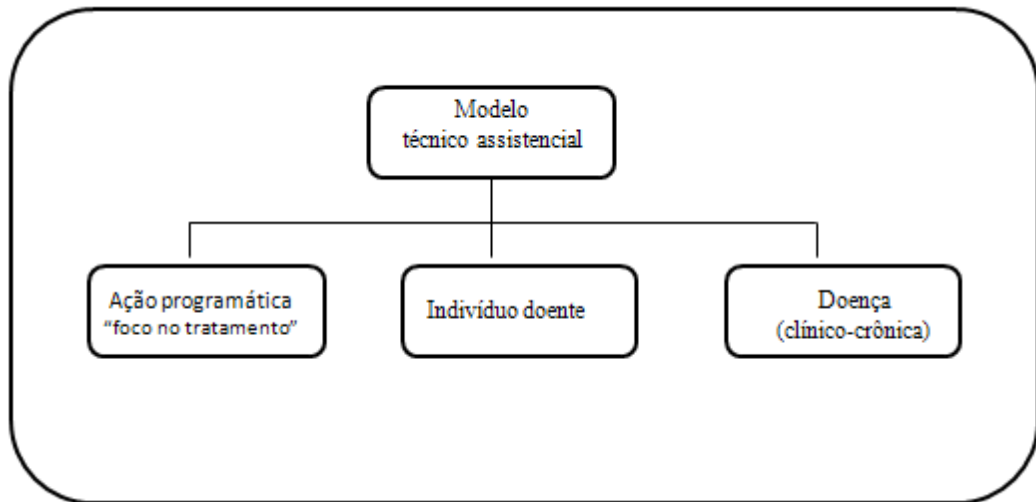 Modelo
técnico assistencial
Ação programática
“foco no tratamento”
Indivíduo doente
Doença
(clínico-crônica)